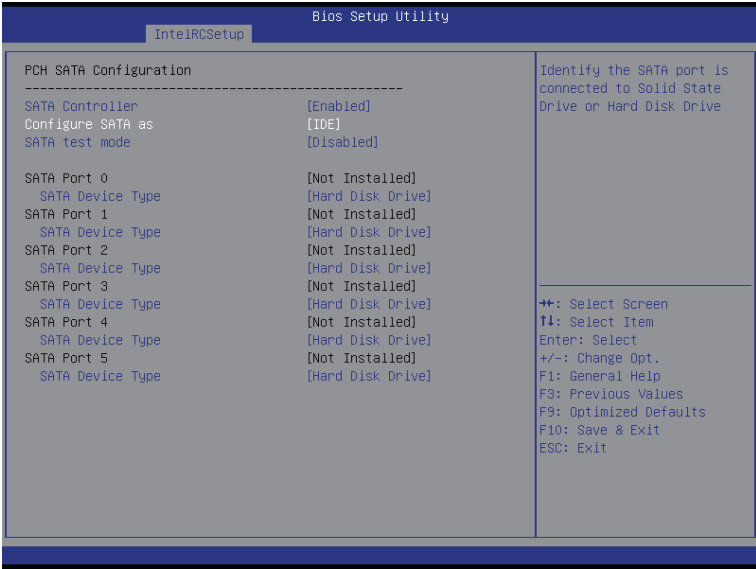 Bios Setup Utility
IntelRCSetup
PCH SATA Configuration
------------------------------------------------
SATA Controller [Enabled]
Configure SATA as [IDE]
SATA test mode [Disabled]
SATA Port 0 [Not Installed]
SATA Device Type [Hard Disk Drive]
SATA Port 1 [Not Installed]
SATA Device Type [Hard Disk Drive]
SATA Port 2 [Not Installed]
SATA Device Type [Hard Disk Drive]
SATA Port 3 [Not Installed]
SATA Device Type [Hard Disk Drive]
SATA Port 4 [Not Installed]
SATA Device Type [Hard Disk Drive]
SATA Port 5 [Not Installed]
SATA Device Type [Hard Disk Drive]
Identify the SATA port is
connected to Solid State
Drive or Hard Disk Drive
→←: Select Screen
↑↓: Select Item
Enter: Select
+/-: Change Opt.
F1: General Help
F3: Previous Values
F9: Optimized Defaults
F10: Save & Exit
ESC: Exit